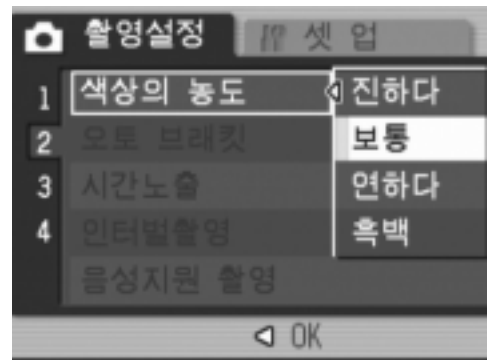 촬영설정 셋 업
1 색상의 농도 진하다
2 오토 브래킷 보통
3 시간노출 연하다
4 인터벌촬영 흑백
음성지원 촬영
OK